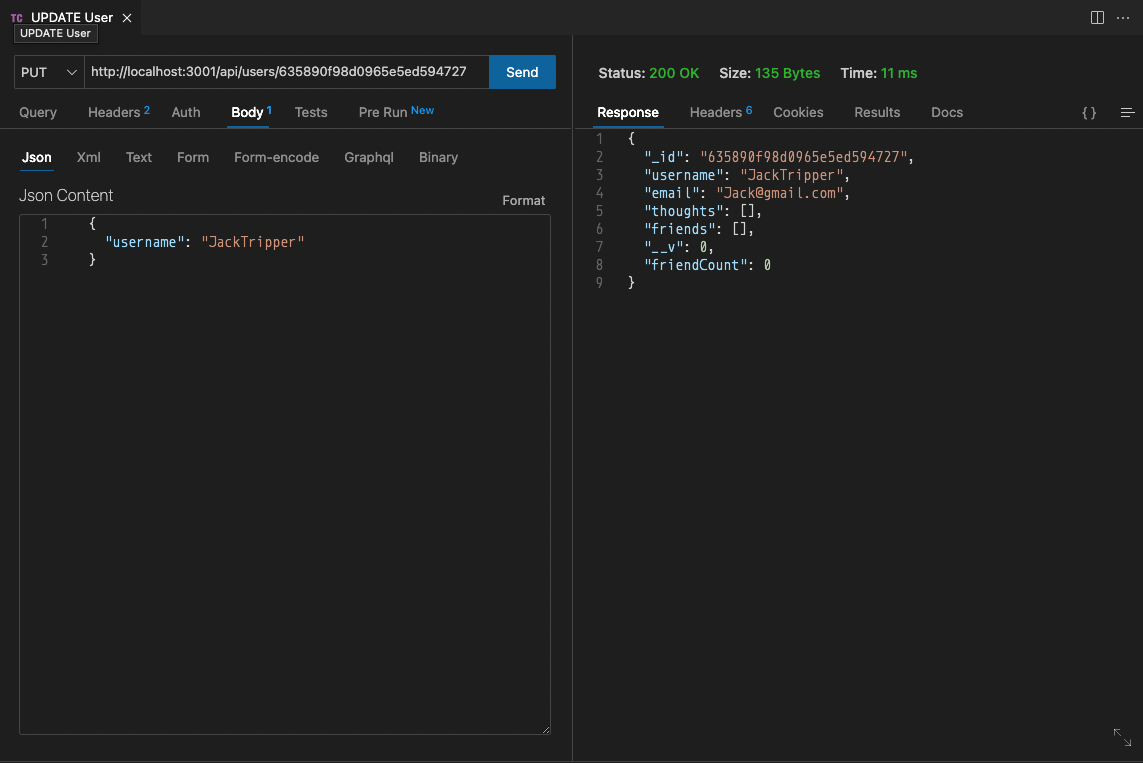 TC UPDATE User
UPDATE User
PUT http://localhost:3001/api/users/635890f98d0965e5ed594727 Send
Query Headers 2 Auth Body 1 Tests Pre Run New
Json Xml Text Form Form-encode Graphql Binary
Json Content Format
1 {
2 "username": "JackTripper"
3 }
Status: 200 OK Size: 135 Bytes Time: 11 ms
Response Headers 6 Cookies Results Docs { }
1 {
2 "_id": "635890f98d0965e5ed594727",
3 "username": "JackTripper",
4 "email": "Jack@gmail.com",
5 "thoughts": [],
6 "friends": [],
7 "__v": 0,
8 "friendCount": 0
9 }